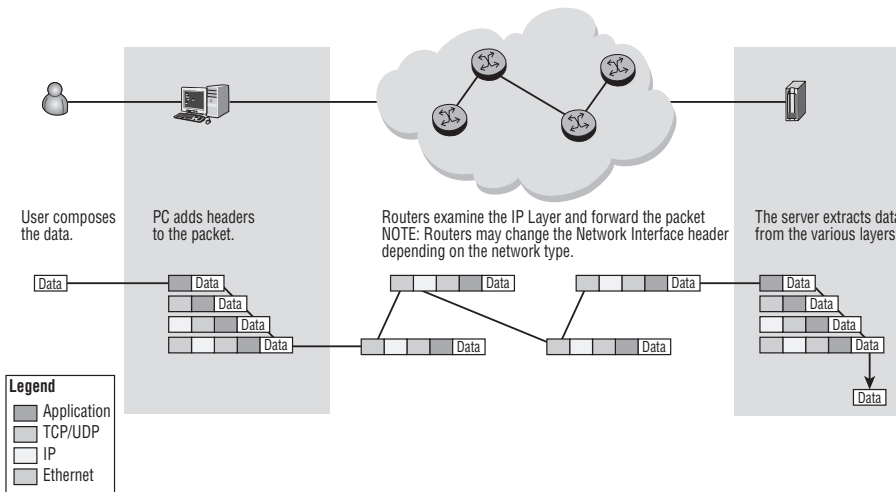 User composes
the data.
PC adds headers
to the packet.
Routers examine the IP Layer and forward the packet
NOTE: Routers may change the Network Interface header
depending on the network type.
The server extracts data
from the various layers
Data
Data
Data
Data
Data
Data
Data
Data
Data
Data
Data
Data
Data
Data
Legend
Application
TCP/UDP
IP
Ethernet